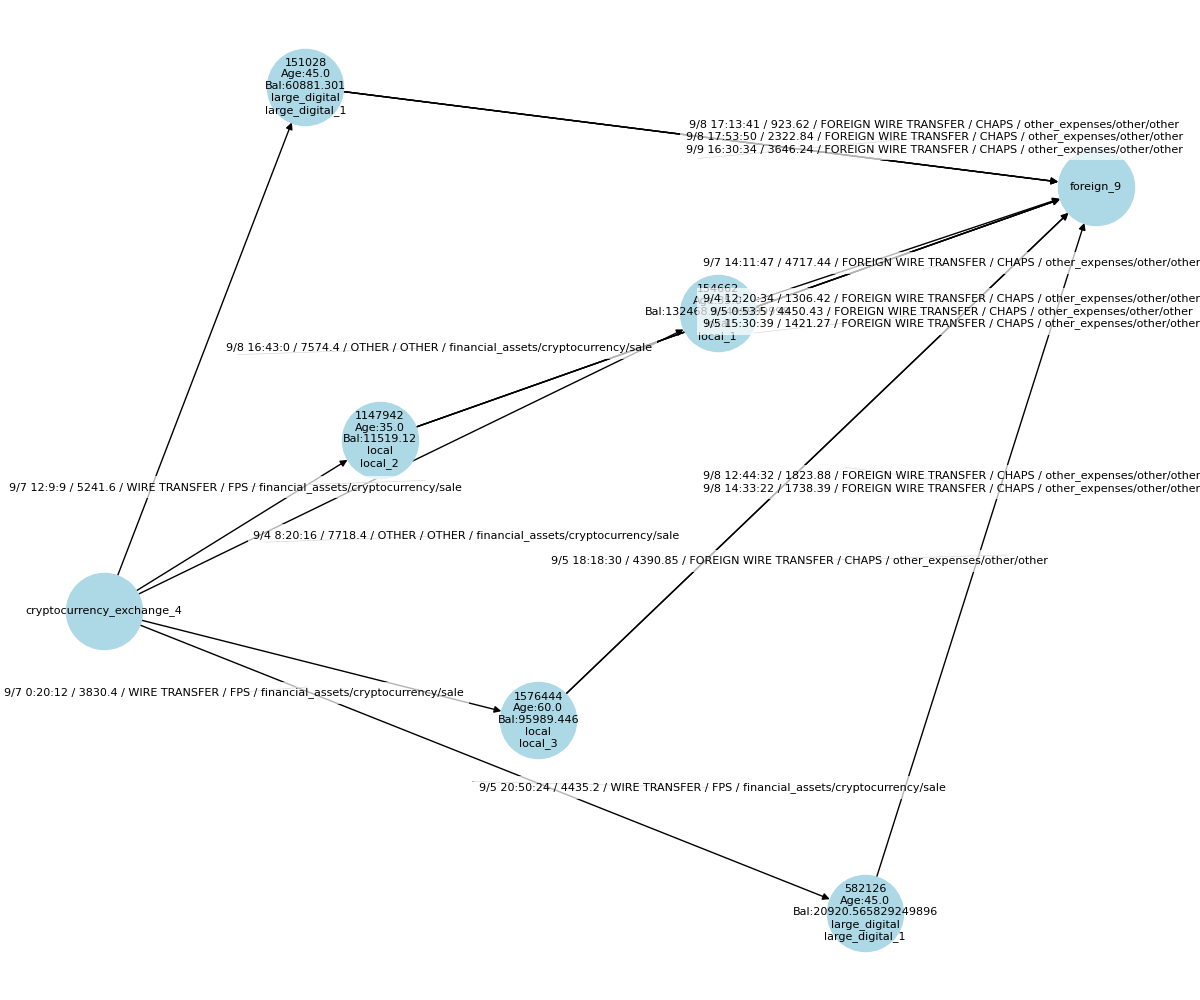 151028
Age:45.0
Bal:60881.301
large_digital
large_digital_1
9/8 17:13:41 / 923.62 / FOREIGN WIRE TRANSFER / CHAPS / other_expenses/other/other
9/8 17:53:50 / 2322.84 / FOREIGN WIRE TRANSFER / CHAPS / other_expenses/other/other
9/9 16:30:34 / 3646.24 / FOREIGN WIRE TRANSFER / CHAPS / other_expenses/other/other
foreign_9
9/7 14:11:47 / 4717.44 / FOREIGN WIRE TRANSFER / CHAPS / other_expenses/other/other
154662
local_1
9/4 12:20:34 / 1306.42 / FOREIGN WIRE TRANSFER / CHAPS / other_expenses/other/other
9/5 0:53:59 / 4450.43 / FOREIGN WIRE TRANSFER / CHAPS / other_expenses/other/other
9/5 15:30:39 / 1421.27 / FOREIGN WIRE TRANSFER / CHAPS / other_expenses/other/other
9/8 16:43:0 / 7574.4 / OTHER / OTHER / financial_assets/cryptocurrency/sale
1147942
Age:35.0
Bal:11519.12
local
local_2
9/7 12:9:9 / 5241.6 / WIRE TRANSFER / FPS / financial_assets/cryptocurrency/sale
9/8 12:44:32 / 1823.88 / FOREIGN WIRE TRANSFER / CHAPS / other_expenses/other/other
9/8 14:33:22 / 1738.39 / FOREIGN WIRE TRANSFER / CHAPS / other_expenses/other/other
9/4 8:20:16 / 7718.4 / OTHER / OTHER / financial_assets/cryptocurrency/sale
9/5 18:18:30 / 4390.85 / FOREIGN WIRE TRANSFER / CHAPS / other_expenses/other/other
cryptocurrency_exchange_4
9/7 0:20:12 / 3830.4 / WIRE TRANSFER / FPS / financial_assets/cryptocurrency/sale
1576444
Age:60.0
Bal:95989.446
local
local_3
9/5 20:50:24 / 4435.2 / WIRE TRANSFER / FPS / financial_assets/cryptocurrency/sale
582126
Age:45.0
Bal:20920.565829249896
large_digital
large_digital_1